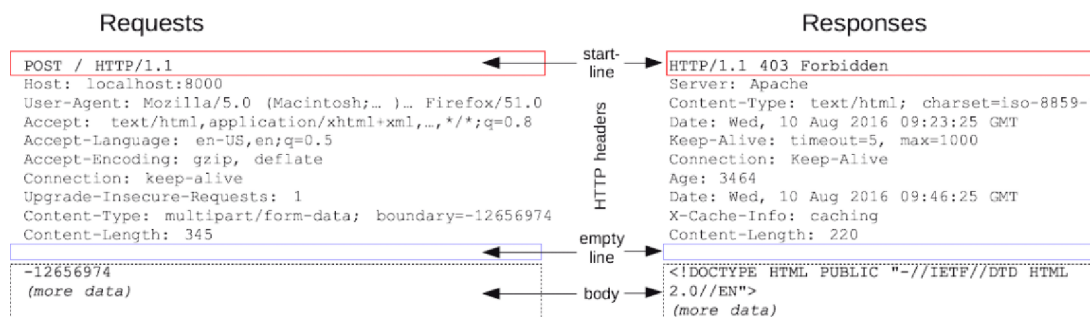 Requests
POST / HTTP/1.1
Host: localhost:8000
User-Agent: Mozilla/5.0 (Macintosh;… )… Firefox/51.0
Accept: text/html,application/xhtml+xml,…,*/*;q=0.8
Accept-Language: en-US,en;q=0.5
Accept-Encoding: gzip, deflate
Connection: keep-alive
Upgrade-Insecure-Requests: 1
Content-Type: multipart/form-data; boundary=-12656974
Content-Length: 345
-12656974
(more data)
start-
line
HTTP headers
empty
line
body
Responses
HTTP/1.1 403 Forbidden
Server: Apache
Content-Type: text/html; charset=iso-8859-
Date: Wed, 10 Aug 2016 09:23:25 GMT
Keep-Alive: timeout=5, max=1000
Connection: Keep-Alive
Age: 3464
Date: Wed, 10 Aug 2016 09:46:25 GMT
X-Cache-Info: caching
Content-Length: 220
<!DOCTYPE HTML PUBLIC "-//IETF//DTD HTML
2.0//EN">
(more data)